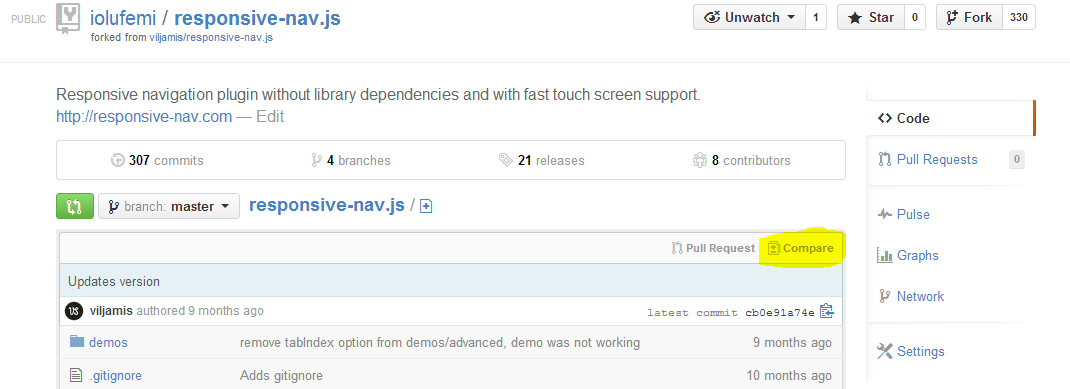 PUBLIC iolufemi / responsive-nav.js Unwatch 1 Star 0 Fork 330
forked from viljamis/responsive-nav.js
Responsive navigation plugin without library dependencies and with fast touch screen support.
http://responsive-nav.com — Edit
307 commits 4 branches 21 releases 8 contributors
branch: master responsive-nav.js /
Pull Request Compare
Updates version
viljamis authored 9 months ago latest commit cb0e91a74e
demos remove tabIndex option from demos/advanced, demo was not working 9 months ago
.gitignore Adds gitignore 10 months ago
Code
Pull Requests 0
Pulse
Graphs
Network
Settings